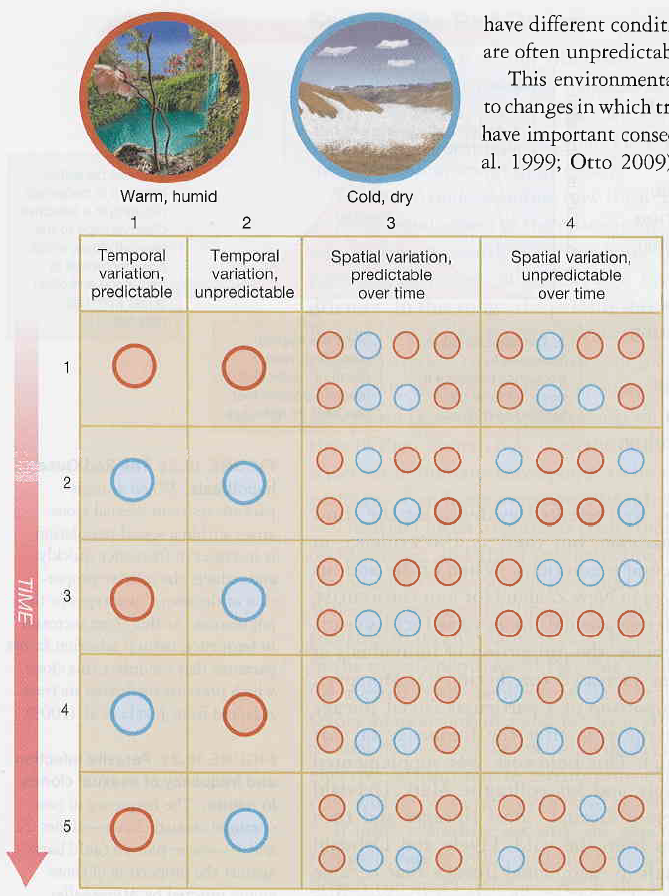 have different conditi
are often unpredictab
This environmenta
to changes in which tr
have important conseq
al. 1999; Otto 2009)
Warm, humid
Cold, dry
1
2
3
4
Temporal
variation,
predictable
Temporal
variation,
unpredictable
Spatial variation,
predictable
over time
Spatial variation,
unpredictable
over time
1
2
3
4
5
TIME